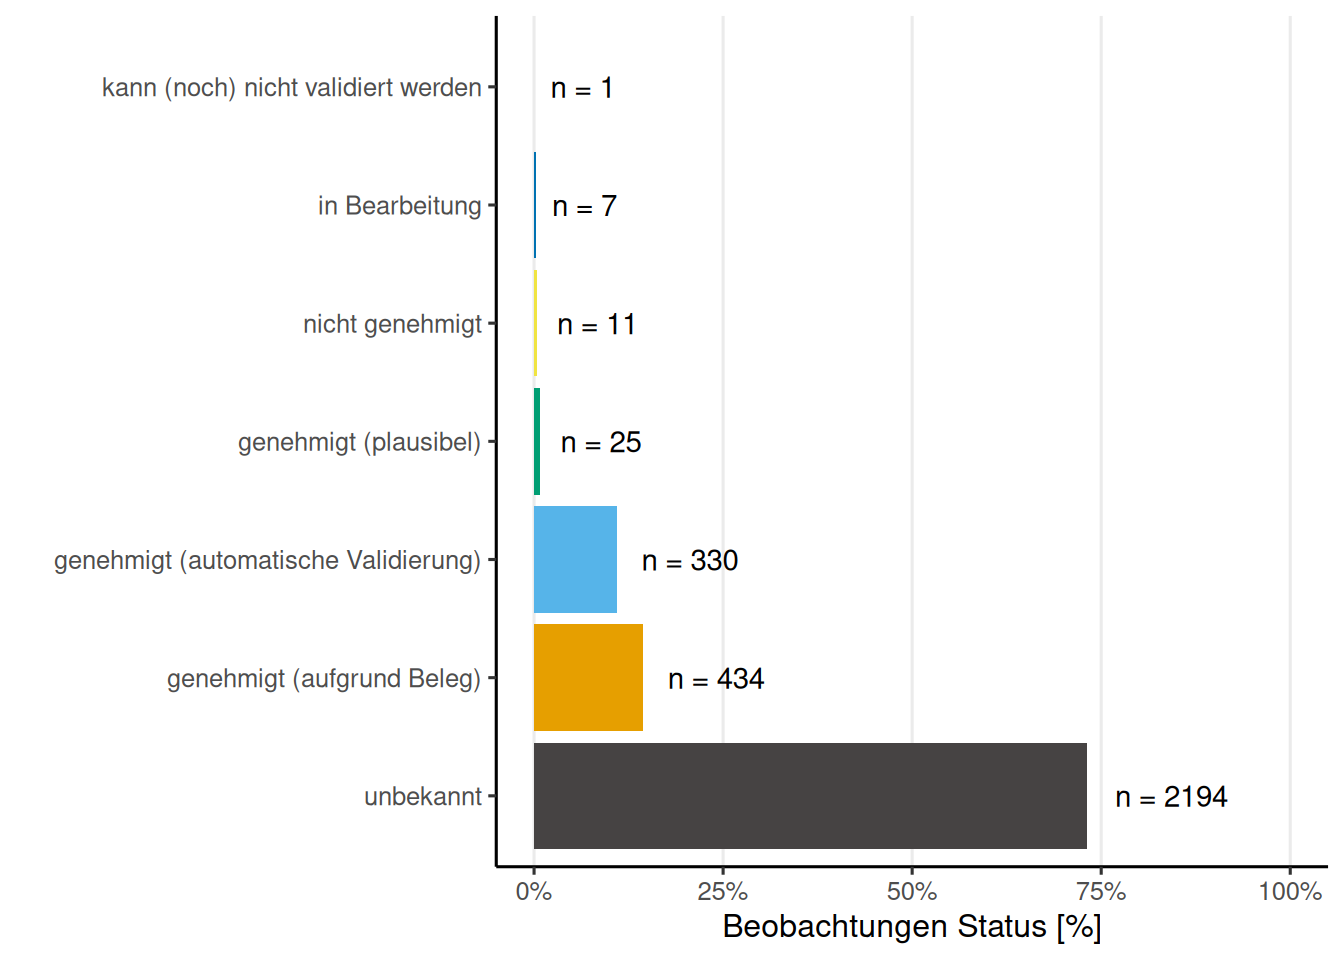 kann (noch) nicht validiert werden n = 1
in Bearbeitung n = 7
nicht genehmigt n = 11
genehmigt (plausibel) n = 25
genehmigt (automatische Validierung) n = 330
genehmigt (aufgrund Beleg) n = 434
unbekannt n = 2194
0% 25% 50% 75% 100%
Beobachtungen Status [%]